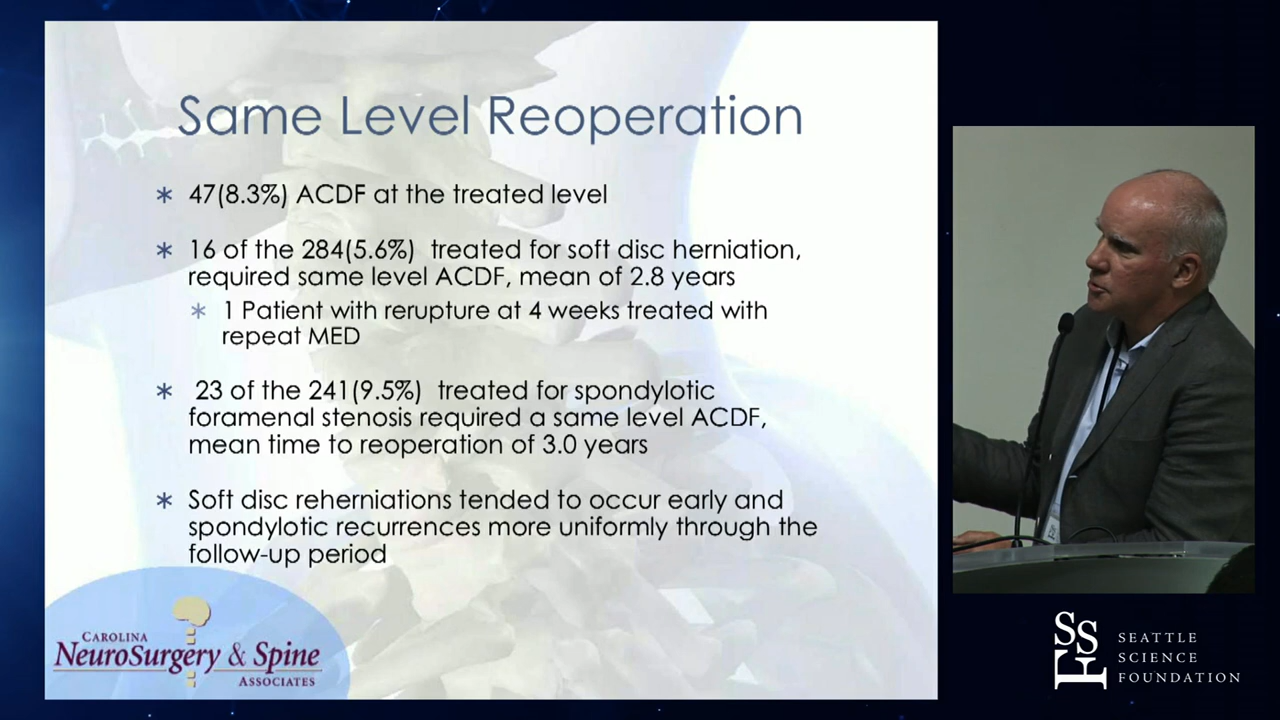 Same Level Reoperation
* 47(8.3%) ACDF at the treated level
* 16 of the 284(5.6%) treated for soft disc herniation,
required same level ACDF, mean of 2.8 years
* 1 Patient with rerupture at 4 weeks treated with
repeat MED
* 23 of the 241(9.5%) treated for spondylotic
foramenal stenosis required a same level ACDF,
mean time to reoperation of 3.0 years
* Soft disc reherniations tended to occur early and
spondylotic recurrences more uniformly through the
follow-up period
CAROLINA
NEUROSURGERY & SPINE
ASSOCIATES
SSF
SEATTLE
SCIENCE
FOUNDATION